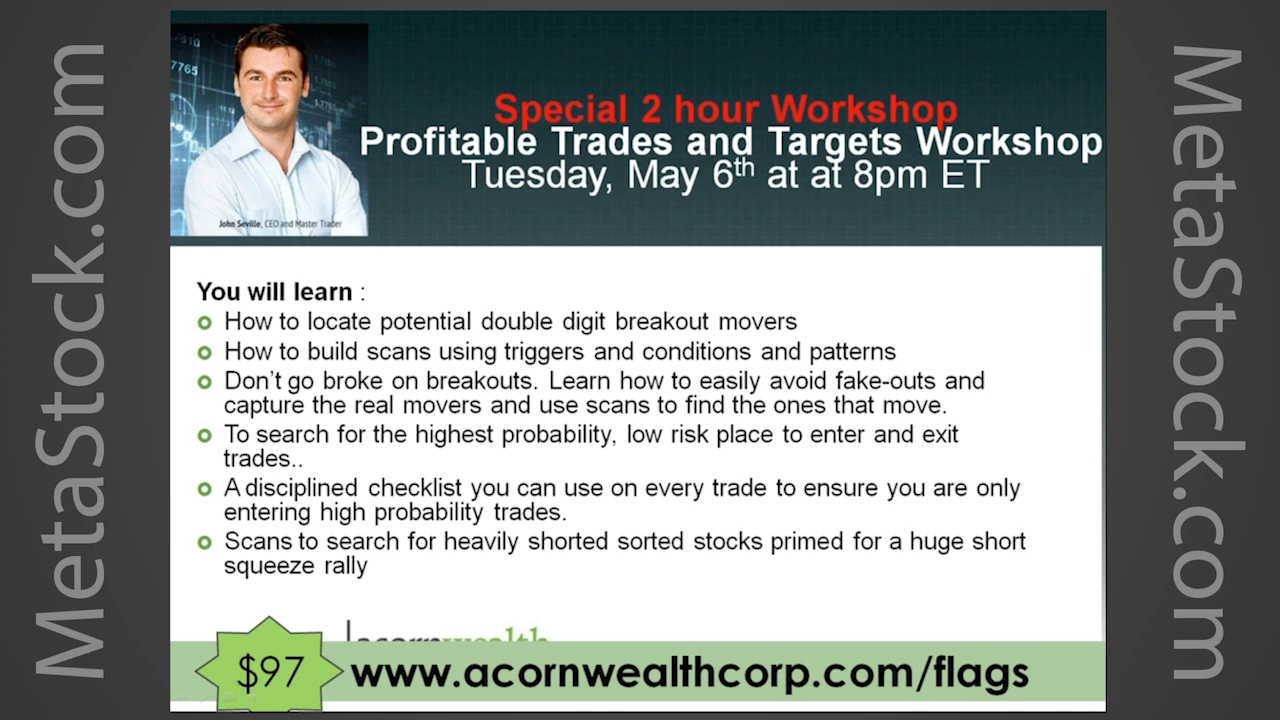 MetaStock.com
7765
Special 2 hour Workshop
Profitable Trades and Targets Workshop
Tuesday, May 6th at at 8pm ET
John Seville, CEO and Master Trader
You will learn :
How to locate potential double digit breakout movers
How to build scans using triggers and conditions and patterns
Don't go broke on breakouts. Learn how to easily avoid fake-outs and
capture the real movers and use scans to find the ones that move.
To search for the highest probability, low risk place to enter and exit
trades..
A disciplined checklist you can use on every trade to ensure you are only
entering high probability trades.
Scans to search for heavily shorted sorted stocks primed for a huge short
squeeze rally
acornwealth
$97 www.acornwealthcorp.com/flags
MetaStock.com